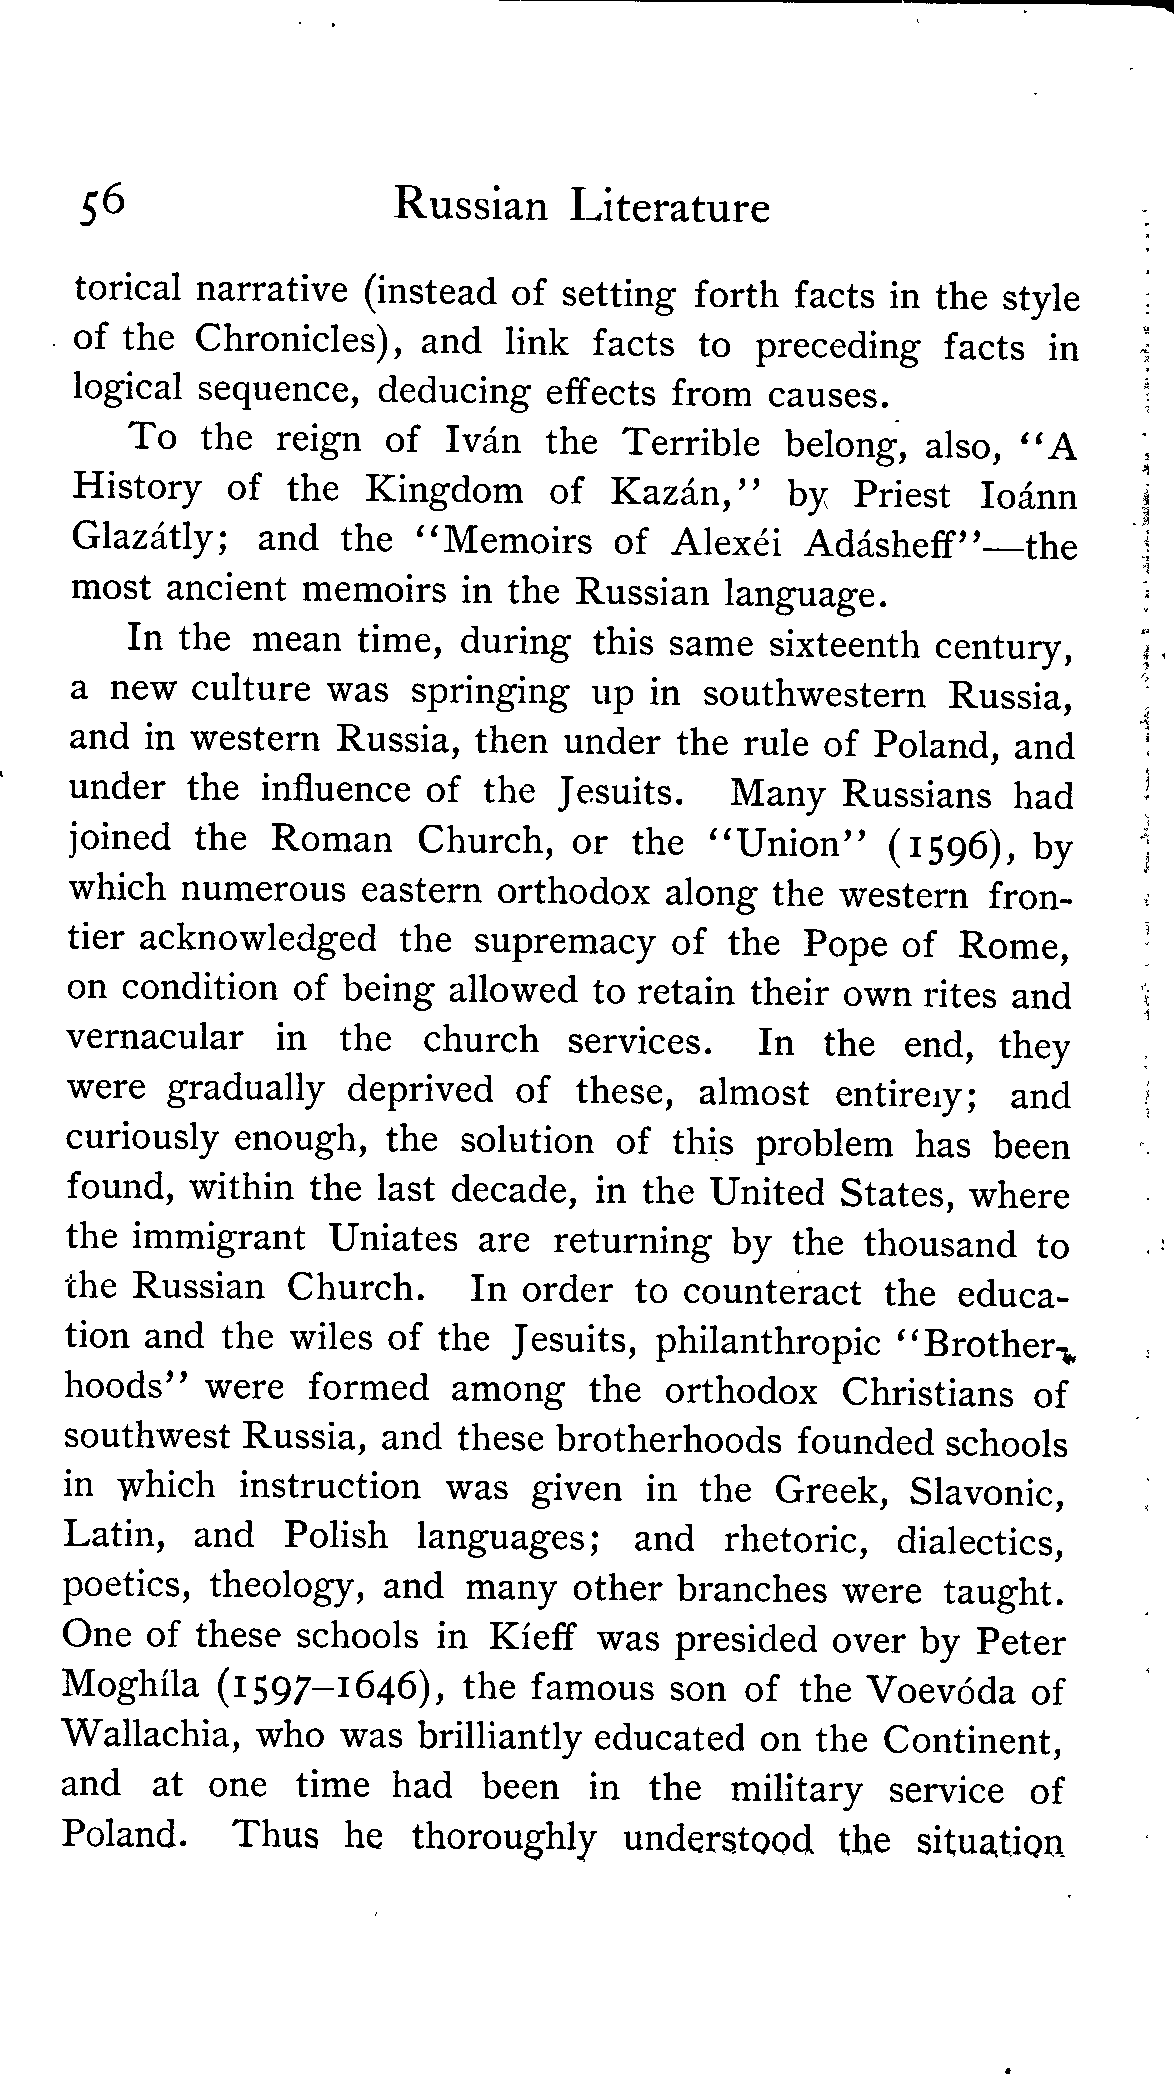 56 Russian Literature
torical narrative (instead of setting forth facts in the style
of the Chronicles), and link facts to preceding facts in
logical sequence, deducing effects from causes.
To the reign of Iván the Terrible belong, also, "A
History of the Kingdom of Kazán," by Priest Ioánn
Glazátly; and the "Memoirs of Alexéi Adásheff"—the
most ancient memoirs in the Russian language.
In the mean time, during this same sixteenth century,
a new culture was springing up in southwestern Russia,
and in western Russia, then under the rule of Poland, and
under the influence of the Jesuits. Many Russians had
joined the Roman Church, or the "Union" (1596), by
which numerous eastern orthodox along the western fron-
tier acknowledged the supremacy of the Pope of Rome,
on condition of being allowed to retain their own rites and
vernacular in the church services. In the end, they
were gradually deprived of these, almost entirely; and
curiously enough, the solution of this problem has been
found, within the last decade, in the United States, where
the immigrant Uniates are returning by the thousand to
the Russian Church. In order to counteract the educa-
tion and the wiles of the Jesuits, philanthropic "Brother-
hoods" were formed among the orthodox Christians of
southwest Russia, and these brotherhoods founded schools
in which instruction was given in the Greek, Slavonic,
Latin, and Polish languages; and rhetoric, dialectics,
poetics, theology, and many other branches were taught.
One of these schools in Kíeff was presided over by Peter
Moghíla (1597–1646), the famous son of the Voevóda of
Wallachia, who was brilliantly educated on the Continent,
and at one time had been in the military service of
Poland. Thus he thoroughly understood the situation